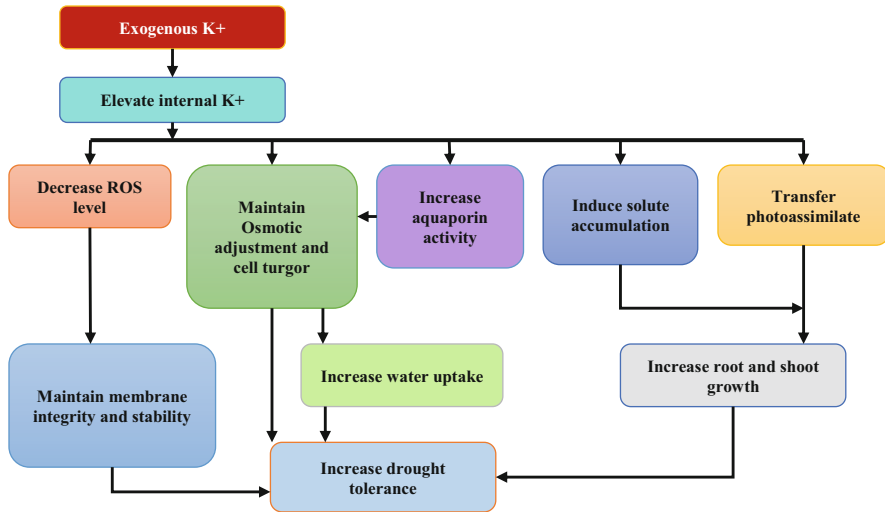 Exogenous K+
Elevate internal K+
Decrease ROS
level
Maintain
Osmotic
adjustment and
cell turgor
Increase
aquaporin
activity
Induce solute
accumulation
Transfer
photoassimilate
Maintain membrane
integrity and stability
Increase water uptake
Increase root and shoot
growth
Increase drought
tolerance